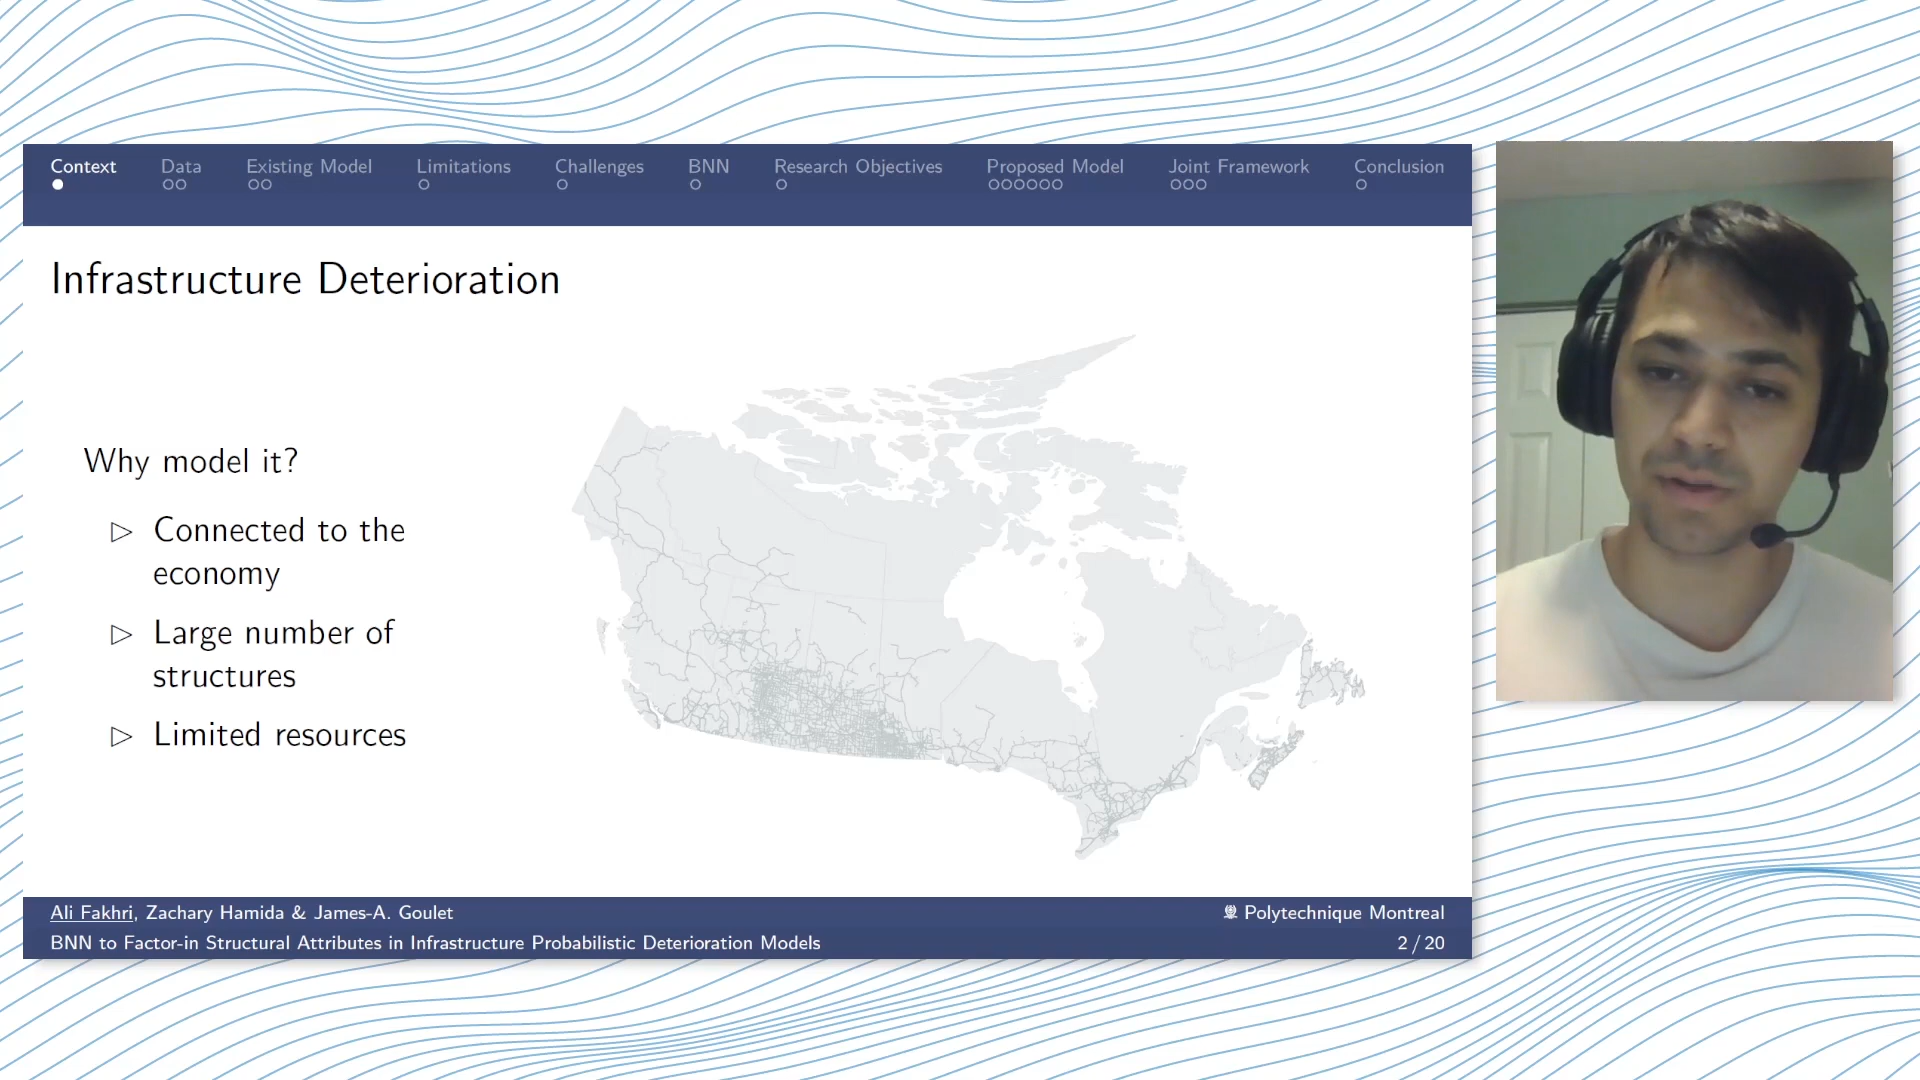 Context Data Existing Model Limitations Challenges BNN Research Objectives Proposed Model Joint Framework Conclusion
Infrastructure Deterioration
Why model it?
Connected to the
economy
Large number of
structures
Limited resources
Ali Fakhri, Zachary Hamida & James-A. Goulet
Polytechnique Montreal
BNN to Factor-in Structural Attributes in Infrastructure Probabilistic Deterioration Models
2 / 20